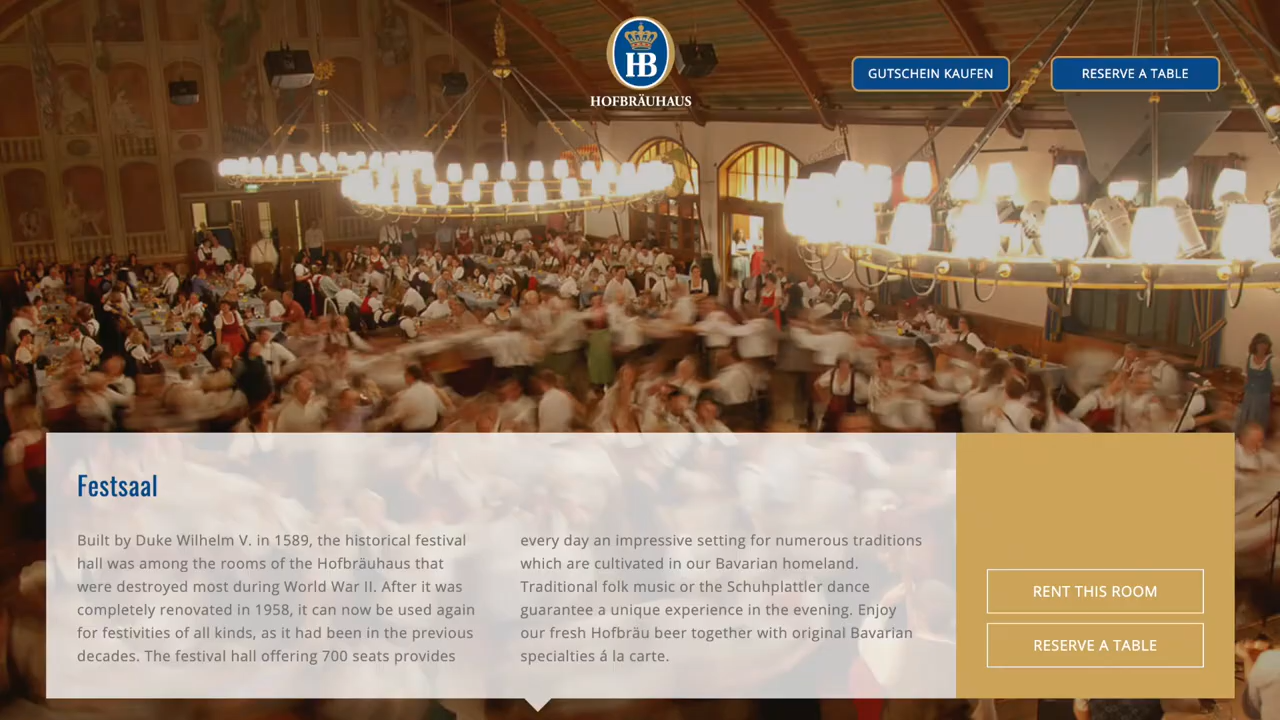 HB
HOFBRÄUHAUS
GUTSCHEIN KAUFEN
RESERVE A TABLE
Festsaal
Built by Duke Wilhelm V. in 1589, the historical festival
hall was among the rooms of the Hofbräuhaus that
were destroyed most during World War II. After it was
completely renovated in 1958, it can now be used again
for festivities of all kinds, as it had been in the previous
decades. The festival hall offering 700 seats provides
every day an impressive setting for numerous traditions
which are cultivated in our Bavarian homeland.
Traditional folk music or the Schuhplattler dance
guarantee a unique experience in the evening. Enjoy
our fresh Hofbräu beer together with original Bavarian
specialties á la carte.
RENT THIS ROOM
RESERVE A TABLE